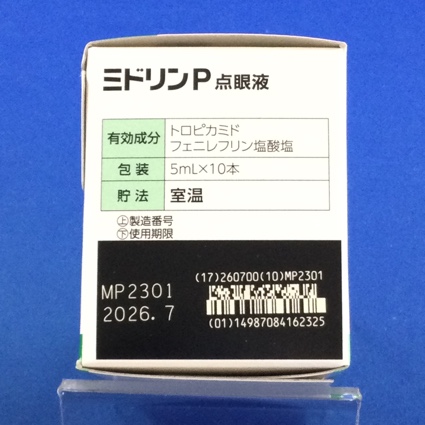 ミドリンP点眼液
有効成分 トロピカミド
フェニレフリン塩酸塩
包装 5mL×10本
貯法 室温
上製造番号
下使用期限
(17)260700(10)MP2301
MP2301
2026.7
(01)14987084162325